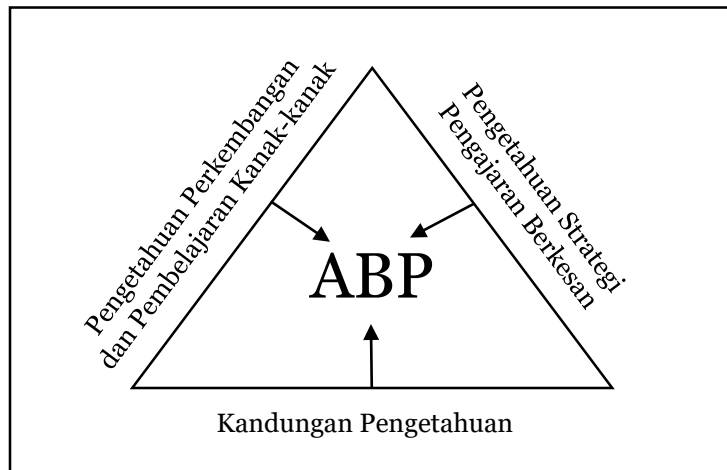 Pengetahuan Perkembangan
dan Pembelajaran Kanak-kanak
Pengetahuan Strategi
Pengajaran Berkesan
ABP
Kandungan Pengetahuan